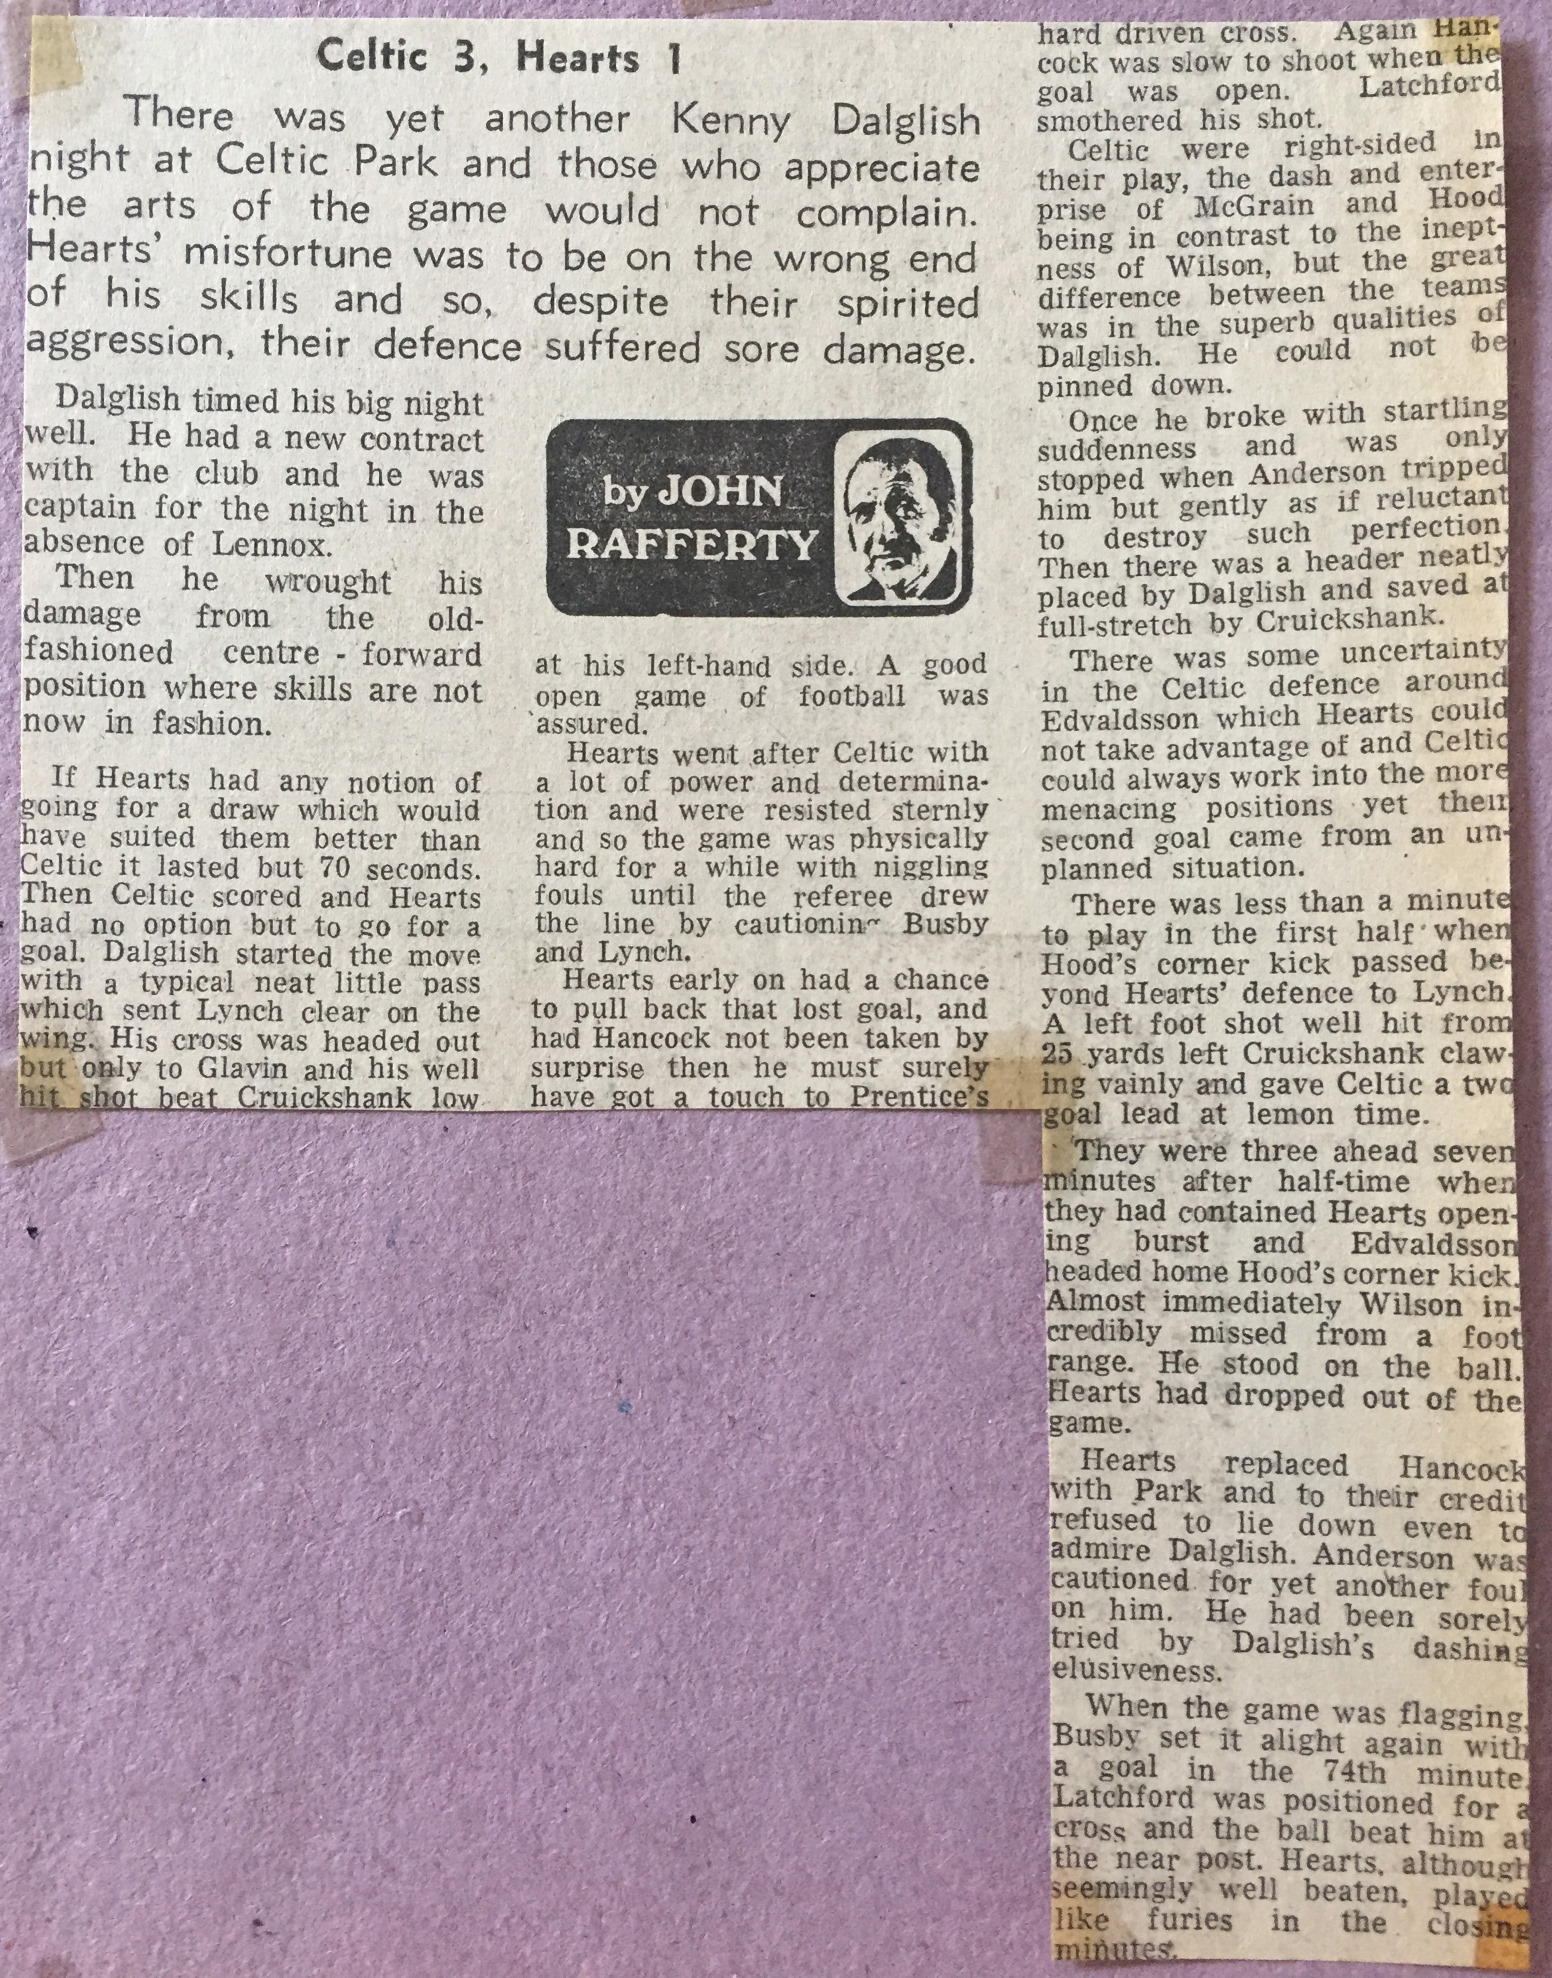 Celtic 3, Hearts 1
There was yet another Kenny Dalglish
night at Celtic Park and those who appreciate
the arts of the game would not complain.
Hearts' misfortune was to be on the wrong end
of his skills and so, despite their spirited
aggression, their defence suffered sore damage.
Dalglish timed his big night
well. He had a new contract
with the club and he was
captain for the night in the
absence of Lennox.
Then he wrought his
damage from the old-
fashioned centre - forward
position where skills are not
now in fashion.
If Hearts had any notion of
going for a draw which would
have suited them better than
Celtic it lasted but 70 seconds.
Then Celtic scored and Hearts
had no option but to go for a
goal. Dalglish started the move
with a typical neat little pass
which sent Lynch clear on the
wing. His cross was headed out
but only to Glavin and his well
hit shot beat Cruickshank low
by JOHN
RAFFERTY
at his left-hand side. A good
open game of football was
assured.
Hearts went after Celtic with
a lot of power and determina-
tion and were resisted sternly
and so the game was physically
hard for a while with niggling
fouls until the referee drew
the line by cautioning Busby
and Lynch.
Hearts early on had a chance
to pull back that lost goal, and
had Hancock not been taken by
surprise then he must surely
have got a touch to Prentice's
hard driven cross. Again Han-
cock was slow to shoot when the
goal was open. Latchford
smothered his shot.
Celtic were right-sided in
their play, the dash and enter-
prise of McGrain and Hood
being in contrast to the inept-
ness of Wilson, but the great
difference between the teams
was in the superb qualities of
Dalglish. He could not be
pinned down.
Once he broke with startling
suddenness and was only
stopped when Anderson tripped
him but gently as if reluctant
to destroy such perfection.
Then there was a header neatly
placed by Dalglish and saved at
full-stretch by Cruickshank.
There was some uncertainty
in the Celtic defence around
Edvaldsson which Hearts could
not take advantage of and Celtic
could always work into the more
menacing positions yet their
second goal came from an un-
planned situation.
There was less than a minute
to play in the first half when
Hood's corner kick passed be-
yond Hearts' defence to Lynch.
A left foot shot well hit from
25 yards left Cruickshank claw-
ing vainly and gave Celtic a two
goal lead at lemon time.
They were three ahead seven
minutes after half-time when
they had contained Hearts open-
ing burst and Edvaldsson
headed home Hood's corner kick.
Almost immediately Wilson in-
credibly missed from a foot
range. He stood on the ball.
Hearts had dropped out of the
game.
Hearts replaced Hancock
with Park and to their credit
refused to lie down even to
admire Dalglish. Anderson was
cautioned for yet another foul
on him. He had been sorely
tried by Dalglish's dashing
elusiveness.
When the game was flagging,
Busby set it alight again with
a goal in the 74th minute.
Latchford was positioned for a
cross and the ball beat him at
the near post. Hearts, although
seemingly well beaten, played
like furies in the closing
minutes.